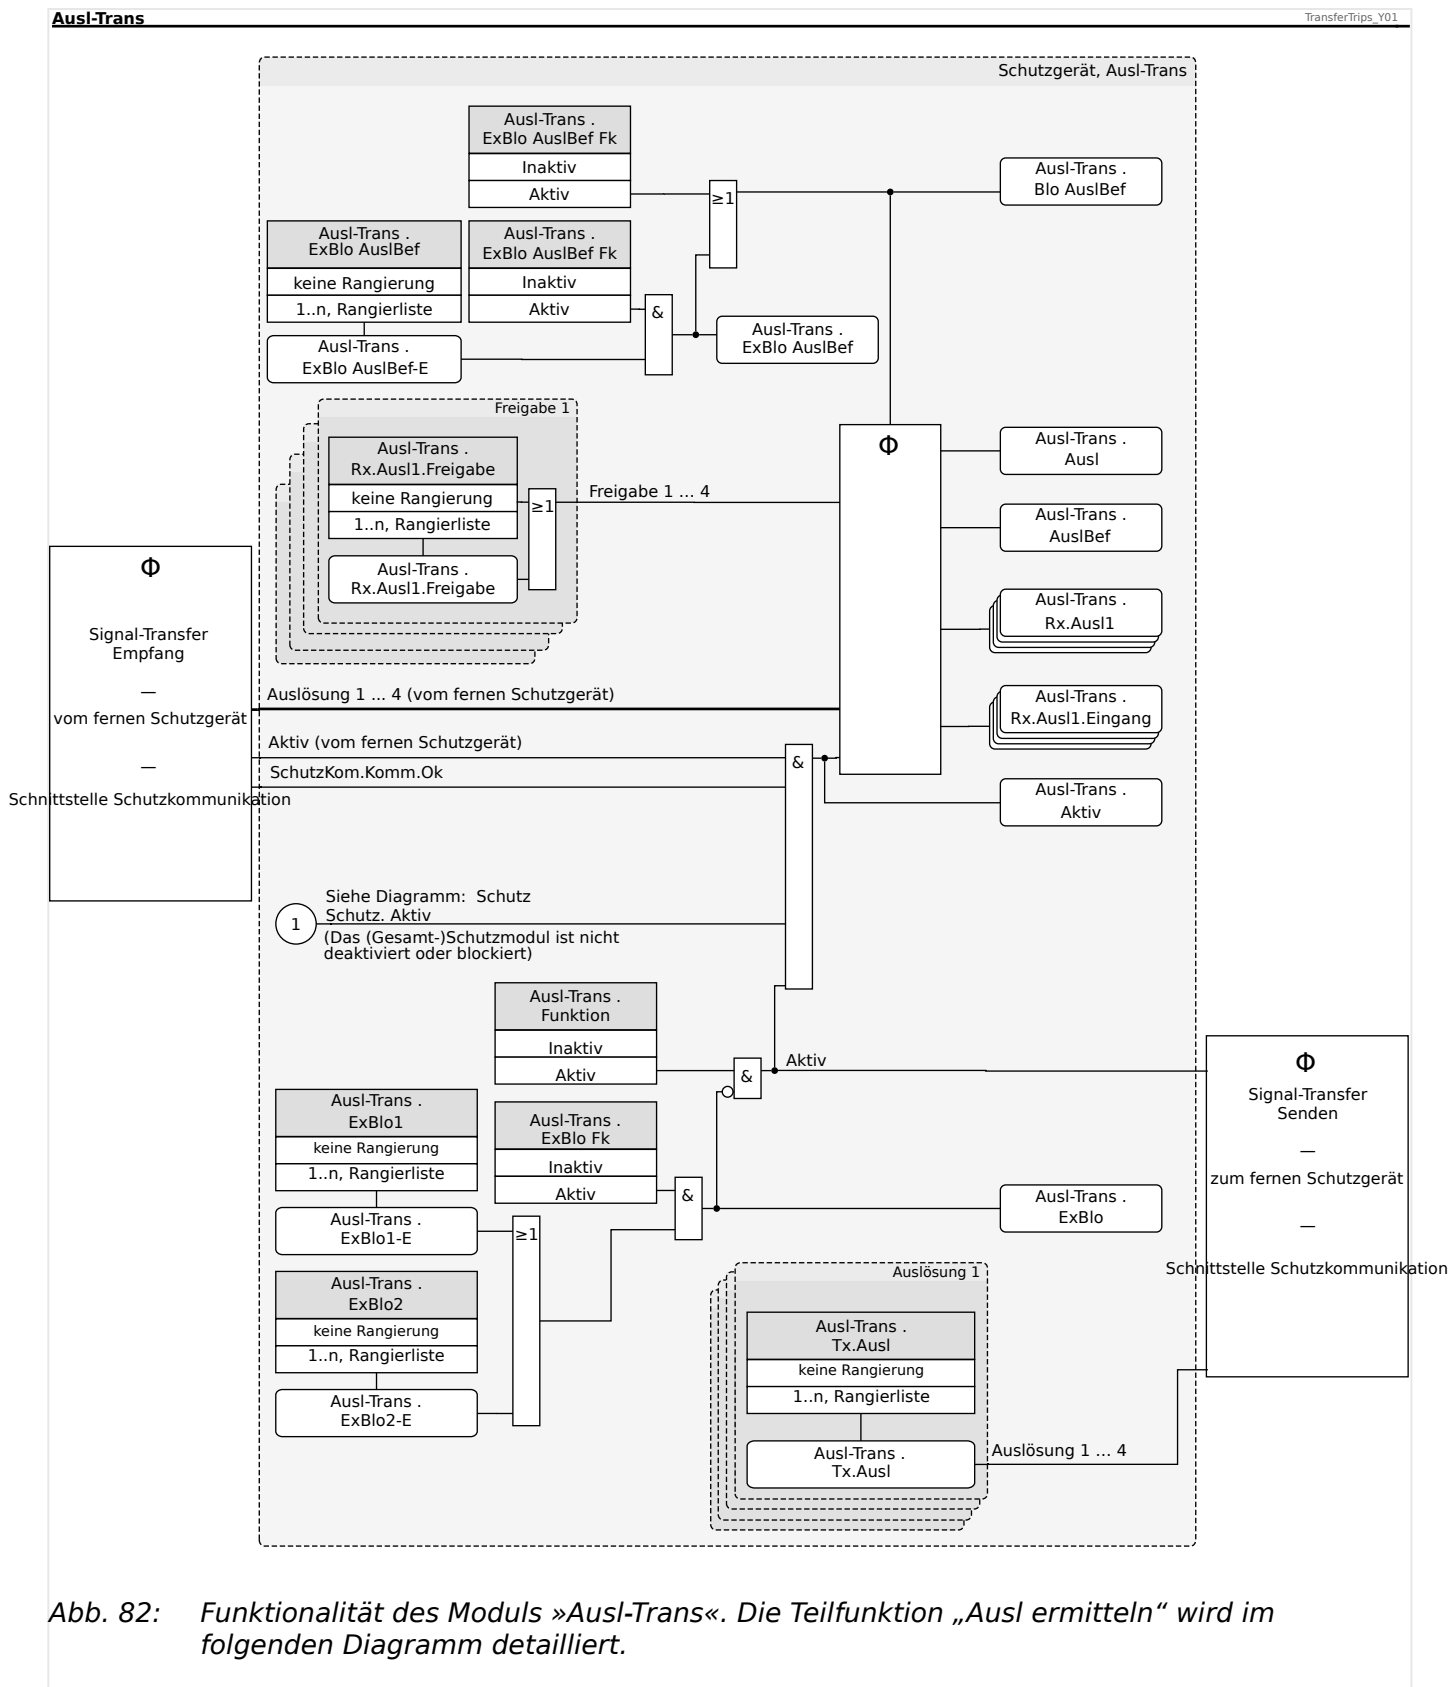 Ausl-Trans
TransferTrips_Y01
Schutzgerät, Ausl-Trans
Ausl-Trans .
ExBlo AuslBef Fk
Inaktiv
Aktiv
≥1
Ausl-Trans .
Blo AuslBef
Ausl-Trans .
ExBlo AuslBef
keine Rangierung
1..n, Rangierliste
Ausl-Trans .
ExBlo AuslBef-E
Ausl-Trans .
ExBlo AuslBef Fk
Inaktiv
Aktiv
&
Ausl-Trans .
ExBlo AuslBef
Freigabe 1
Ausl-Trans .
Rx.Ausl1.Freigabe
keine Rangierung
1..n, Rangierliste
Ausl-Trans .
Rx.Ausl1.Freigabe
≥1
Freigabe 1 ... 4
Φ
Ausl-Trans .
Ausl
Ausl-Trans .
AuslBef
Ausl-Trans .
Rx.Ausl1
Ausl-Trans .
Rx.Ausl1.Eingang
Ausl-Trans .
Aktiv
Φ
Signal-Transfer
Empfang
—
vom fernen Schutzgerät
—
Schnittstelle Schutzkommunikation
Auslösung 1 ... 4 (vom fernen Schutzgerät)
Aktiv (vom fernen Schutzgerät)
SchutzKom.Komm.Ok
&
1
Siehe Diagramm:  Schutz
Schutz. Aktiv
(Das (Gesamt-)Schutzmodul ist nicht
deaktiviert oder blockiert)
Ausl-Trans .
Funktion
Inaktiv
Aktiv
&
Aktiv
Ausl-Trans .
ExBlo1
keine Rangierung
1..n, Rangierliste
Ausl-Trans .
ExBlo1-E
Ausl-Trans .
ExBlo Fk
Inaktiv
Aktiv
&
Ausl-Trans .
ExBlo
≥1
Ausl-Trans .
ExBlo2
keine Rangierung
1..n, Rangierliste
Ausl-Trans .
ExBlo2-E
Φ
Signal-Transfer
Senden
—
zum fernen Schutzgerät
—
Schnittstelle Schutzkommunikation
Auslösung 1
Ausl-Trans .
Tx.Ausl
keine Rangierung
1..n, Rangierliste
Ausl-Trans .
Tx.Ausl
Auslösung 1 ... 4
Abb. 82: Funktionalität des Moduls »Ausl-Trans«. Die Teilfunktion „Ausl ermitteln“ wird im
folgenden Diagramm detailliert.